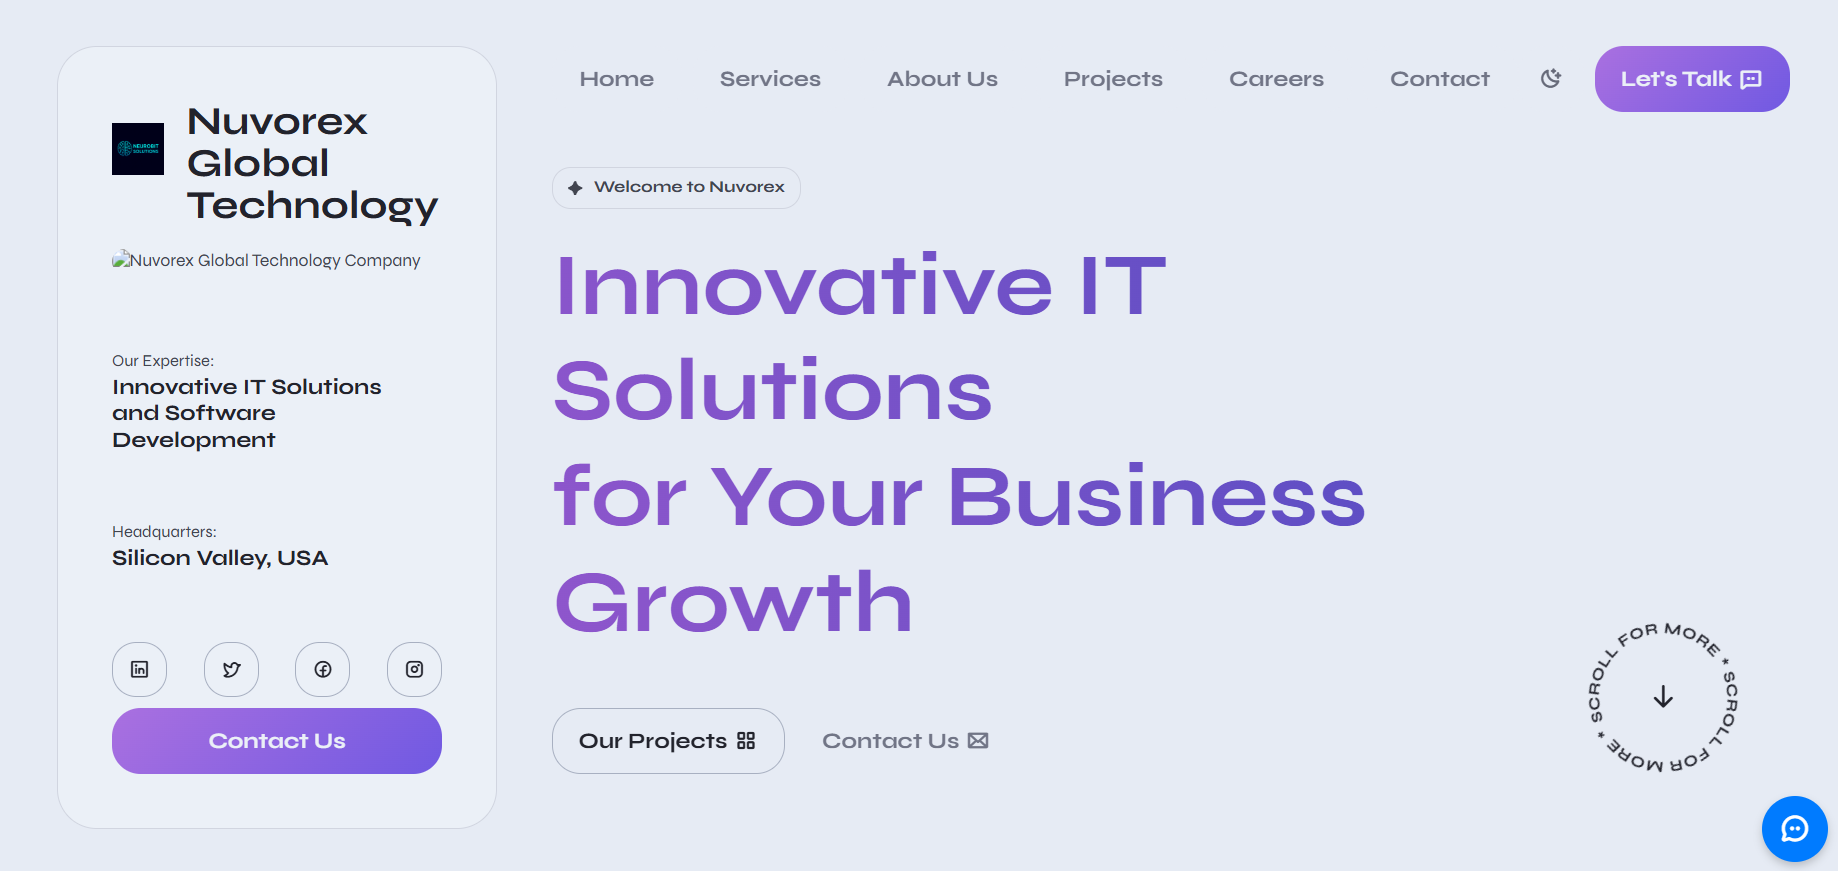 Nuvorex
Global
Technology
NEUROBIT
SOLUTIONS
Nuvorex Global Technology Company
Our Expertise:
Innovative IT Solutions
and Software
Development
Headquarters:
Silicon Valley, USA
Contact Us
Home Services About Us Projects Careers Contact Let's Talk
Welcome to Nuvorex
Innovative IT
Solutions
for Your Business
Growth
Our Projects Contact Us
SCROLL FOR MORE * SCROLL FOR MORE *